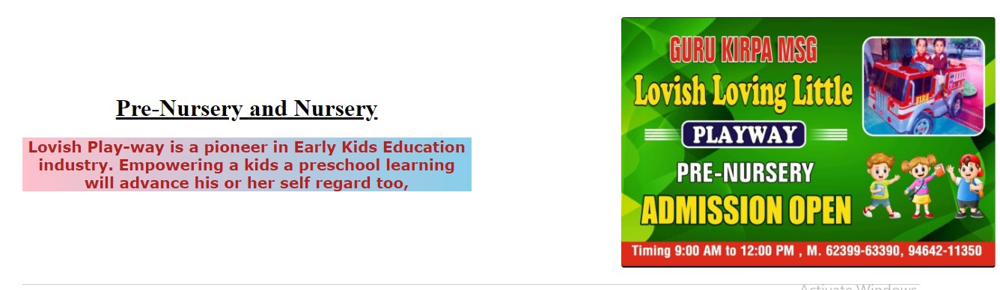 Pre-Nursery and Nursery
Lovish Play-way is a pioneer in Early Kids Education
industry. Empowering a kids a preschool learning
will advance his or her self regard too,
GURU KIRPA MSG
Lovish Loving Little
PLAYWAY
PRE-NURSERY
ADMISSION OPEN
Timing 9:00 AM to 12:00 PM , M. 62399-63390, 94642-11350
FIRE
Activate Windows